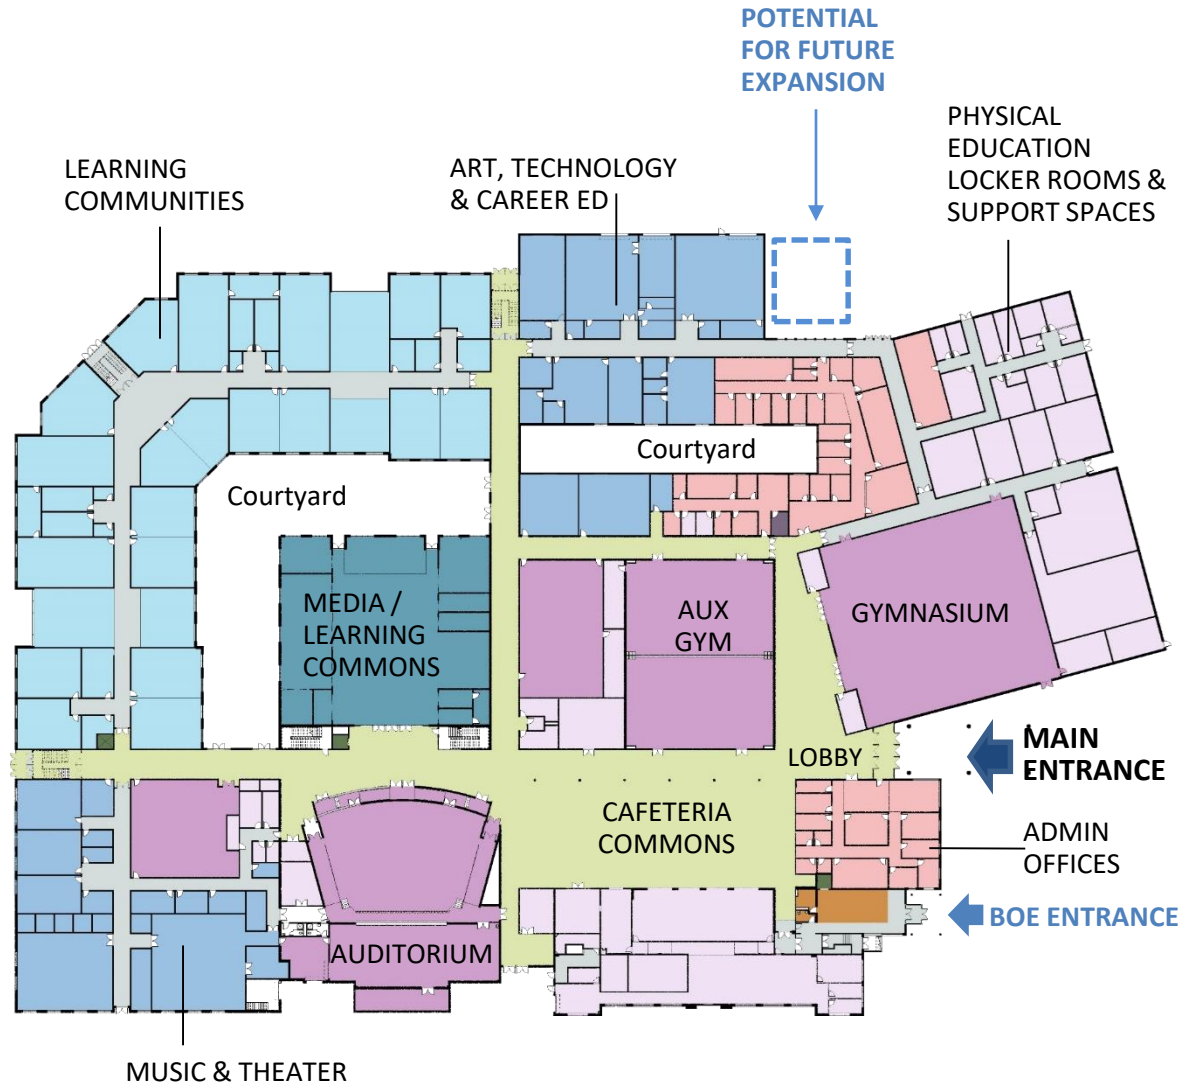 POTENTIAL
FOR FUTURE
EXPANSION
PHYSICAL
EDUCATION
LOCKER ROOMS &
SUPPORT SPACES
LEARNING
COMMUNITIES
ART, TECHNOLOGY
& CAREER ED
Courtyard
Courtyard
MEDIA /
LEARNING
COMMONS
AUX
GYM
GYMNASIUM
LOBBY
MAIN
ENTRANCE
CAFETERIA
COMMONS
ADMIN
OFFICES
BOE ENTRANCE
AUDITORIUM
MUSIC & THEATER